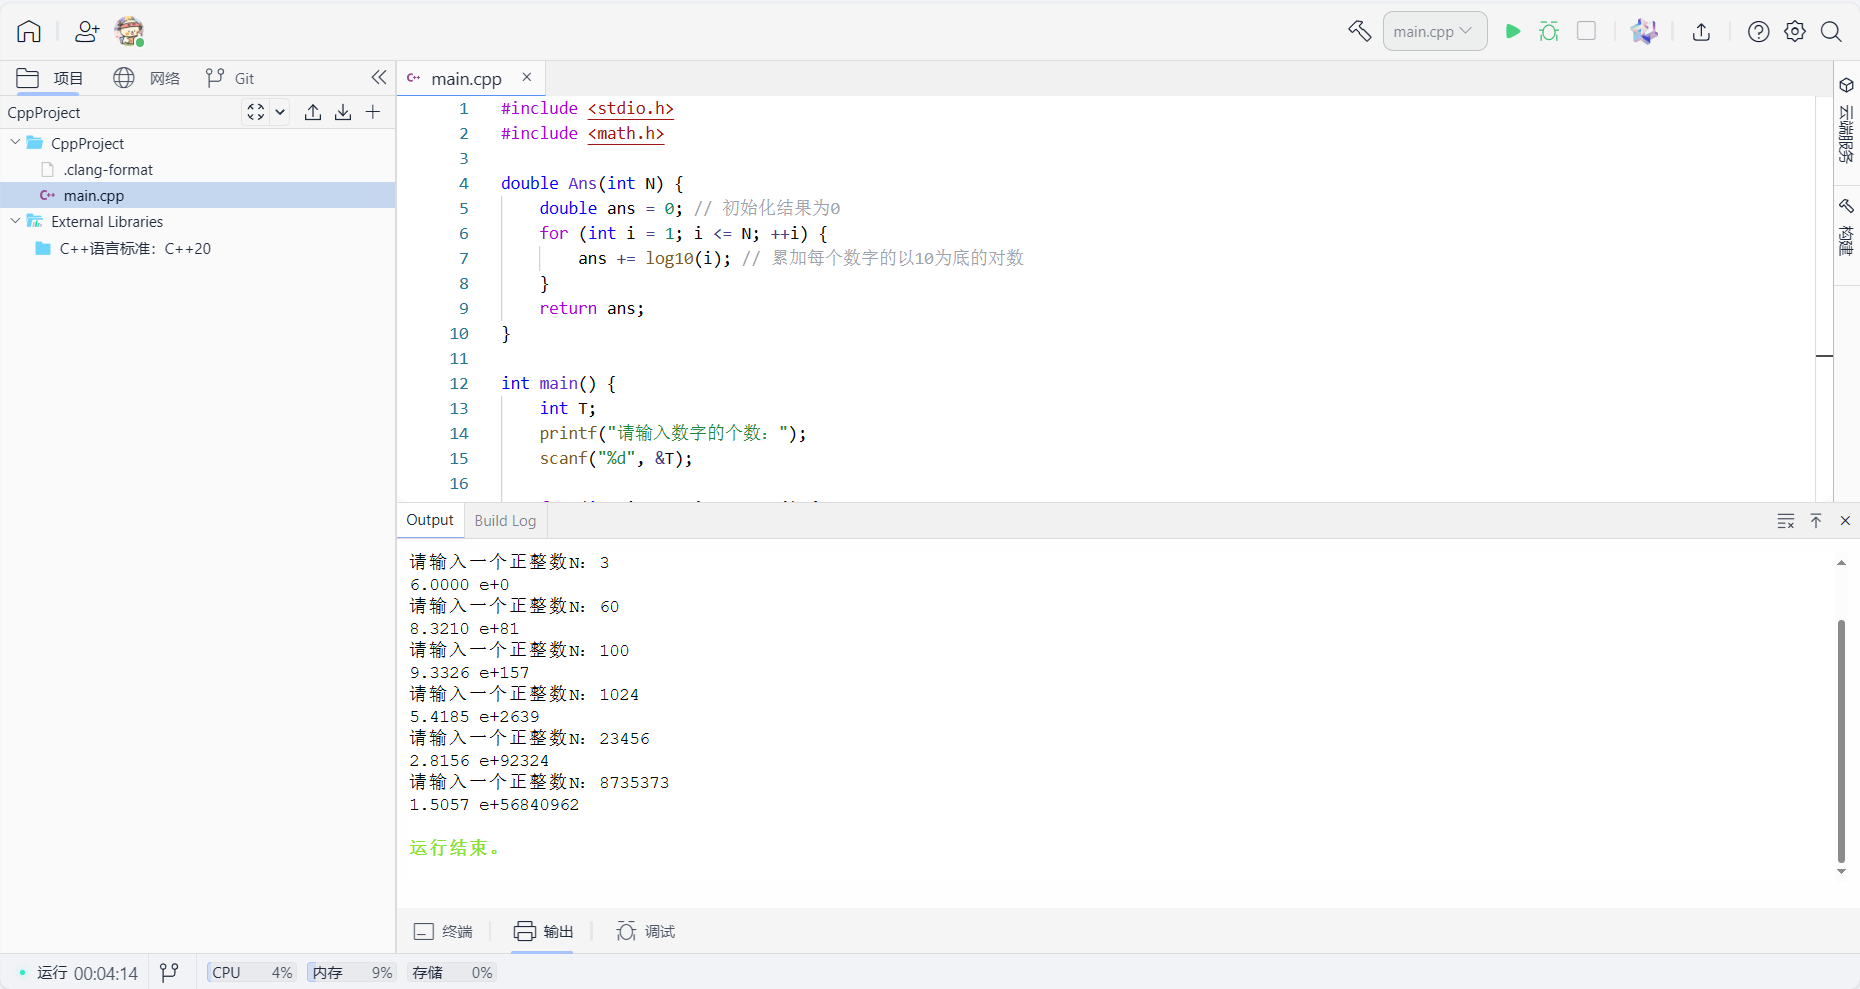 main.cpp
项目 网络 Git
main.cpp
CppProject
CppProject
.clang-format
main.cpp
External Libraries
C++语言标准：C++20
1 #include <stdio.h>
2 #include <math.h>
3
4 double Ans(int N) {
5 double ans = 0; // 初始化结果为0
6 for (int i = 1; i <= N; ++i) {
7 ans += log10(i); // 累加每个数字的以10为底的对数
8 }
9 return ans;
10 }
11
12 int main() {
13 int T;
14 printf("请输入数字的个数：");
15 scanf("%d", &T);
16
云端服务
构建
Output Build Log
请输入一个正整数N：3
6.0000 e+0
请输入一个正整数N：60
8.3210 e+81
请输入一个正整数N：100
9.3326 e+157
请输入一个正整数N：1024
5.4185 e+2639
请输入一个正整数N：23456
2.8156 e+92324
请输入一个正整数N：8735373
1.5057 e+56840962
运行结束。
终端 输出 调试
运行 00:04:14 CPU 4% 内存 9% 存储 0%